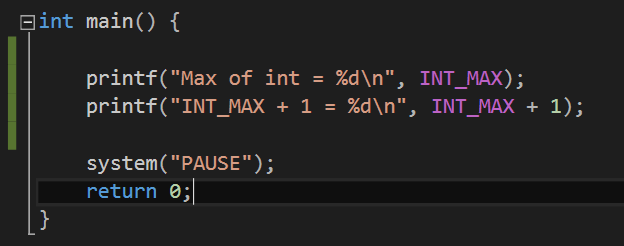 int main() {
printf("Max of int = %d\n", INT_MAX);
printf("INT_MAX + 1 = %d\n", INT_MAX + 1);
system("PAUSE");
return 0;
}